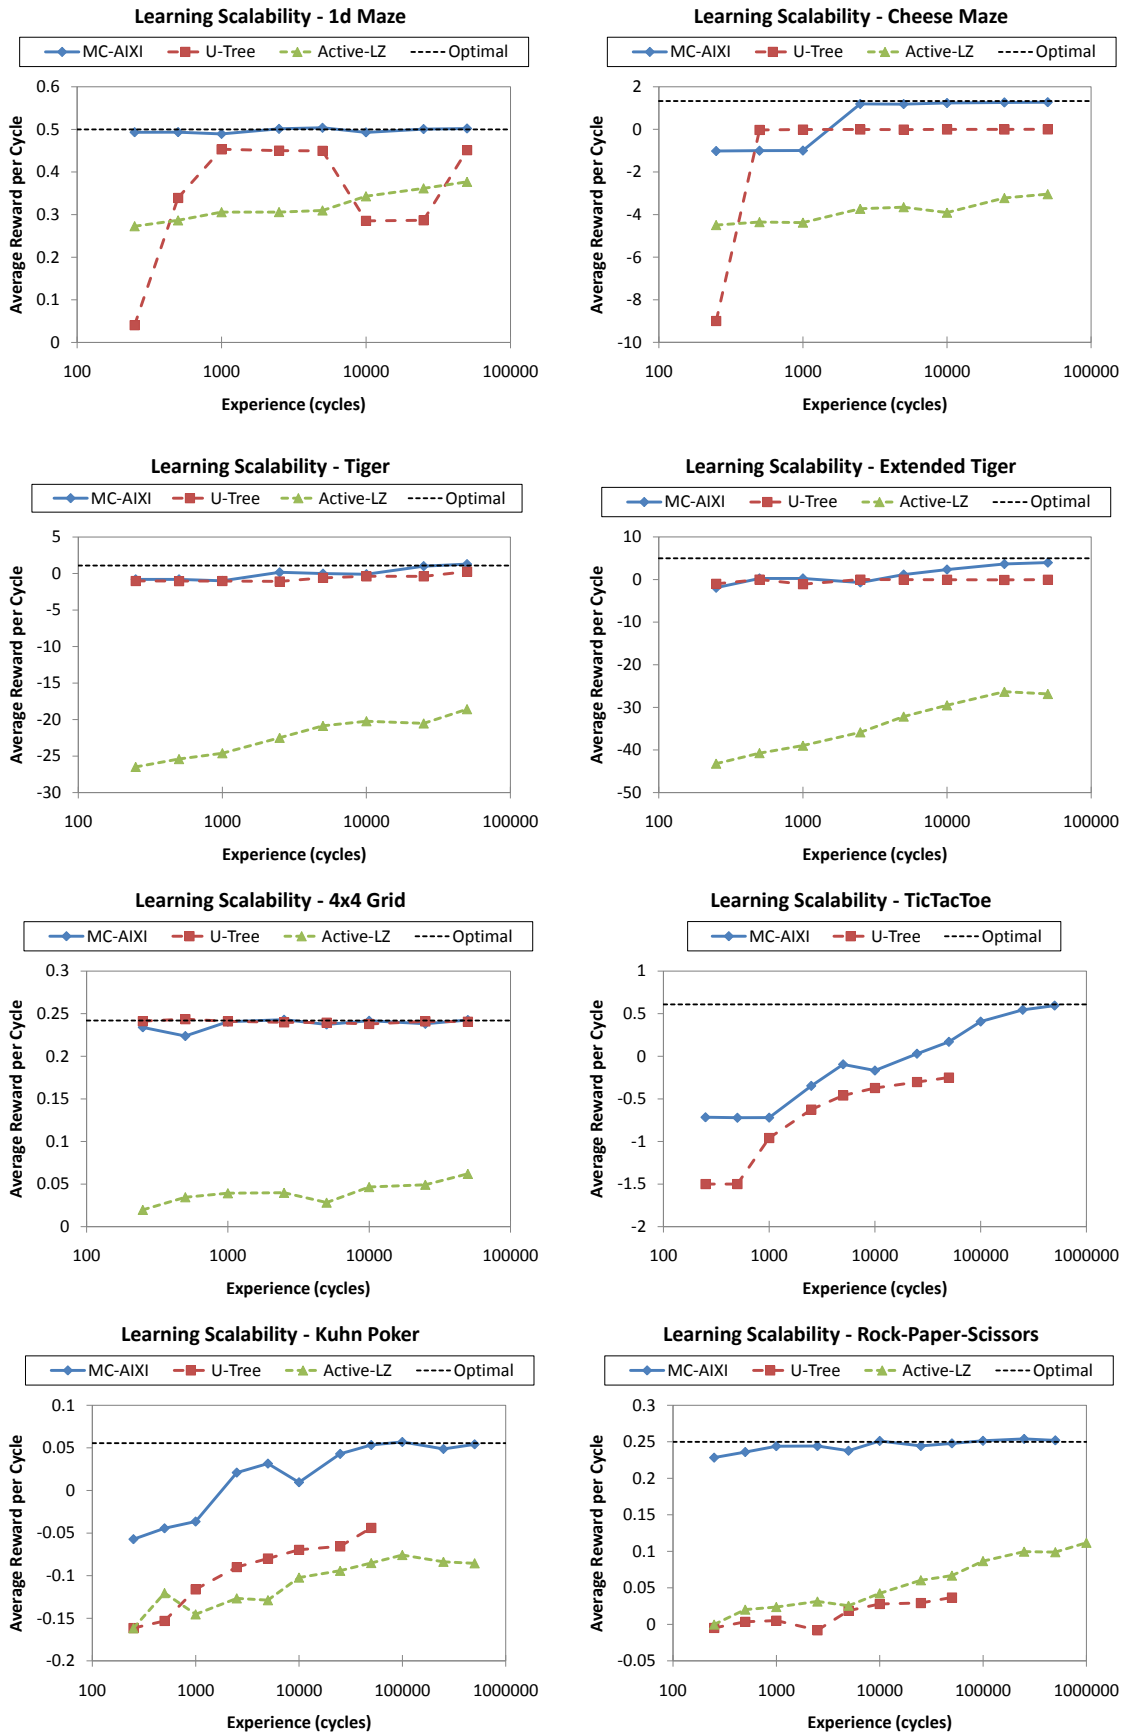 Learning Scalability - 1d Maze
MC-AIXI U-Tree Active-LZ Optimal
Average Reward per Cycle
0.6
0.5
0.4
0.3
0.2
0.1
0
100 1000 10000 100000
Experience (cycles)
Learning Scalability - Cheese Maze
MC-AIXI U-Tree Active-LZ Optimal
Average Reward per Cycle
2
0
-2
-4
-6
-8
-10
100 1000 10000 100000
Experience (cycles)
Learning Scalability - Tiger
MC-AIXI U-Tree Active-LZ Optimal
Average Reward per Cycle
5
0
-5
-10
-15
-20
-25
-30
100 1000 10000 100000
Experience (cycles)
Learning Scalability - Extended Tiger
MC-AIXI U-Tree Active-LZ Optimal
Average Reward per Cycle
10
0
-10
-20
-30
-40
-50
100 1000 10000 100000
Experience (cycles)
Learning Scalability - 4x4 Grid
MC-AIXI U-Tree Active-LZ Optimal
Average Reward per Cycle
0.3
0.25
0.2
0.15
0.1
0.05
0
100 1000 10000 100000
Experience (cycles)
Learning Scalability - TicTacToe
MC-AIXI U-Tree Optimal
Average Reward per Cycle
1
0.5
0
-0.5
-1
-1.5
-2
100 1000 10000 100000 1000000
Experience (cycles)
Learning Scalability - Kuhn Poker
MC-AIXI U-Tree Active-LZ Optimal
Average Reward per Cycle
0.1
0.05
0
-0.05
-0.1
-0.15
-0.2
100 1000 10000 100000 1000000
Experience (cycles)
Learning Scalability - Rock-Paper-Scissors
MC-AIXI U-Tree Active-LZ Optimal
Average Reward per Cycle
0.3
0.25
0.2
0.15
0.1
0.05
0
-0.05
100 1000 10000 100000 1000000
Experience (cycles)